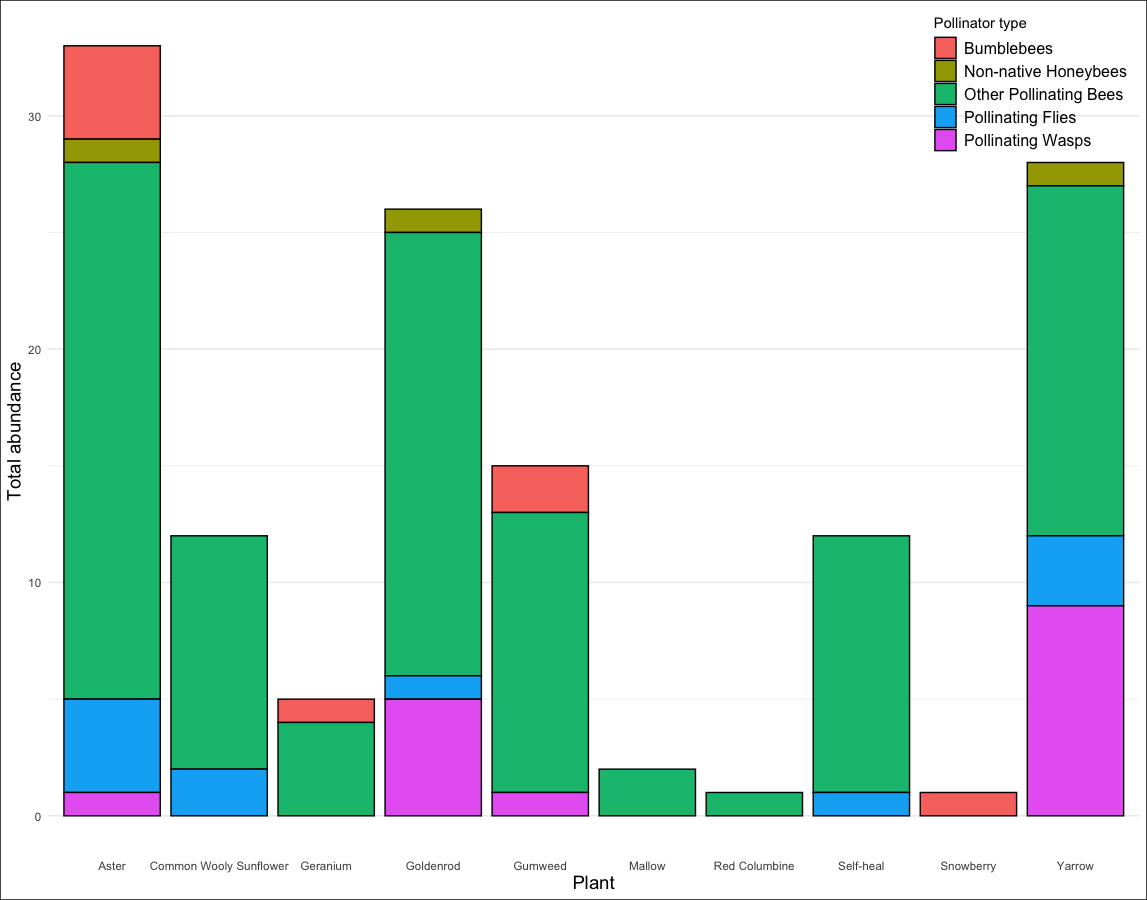 Pollinator type
Bumblebees
Non-native Honeybees
Other Pollinating Bees
Pollinating Flies
Pollinating Wasps
30
20
10
0
Total abundance
Aster Common Wooly Sunflower Geranium Goldenrod Gumweed Mallow Red Columbine Self-heal Snowberry Yarrow
Plant